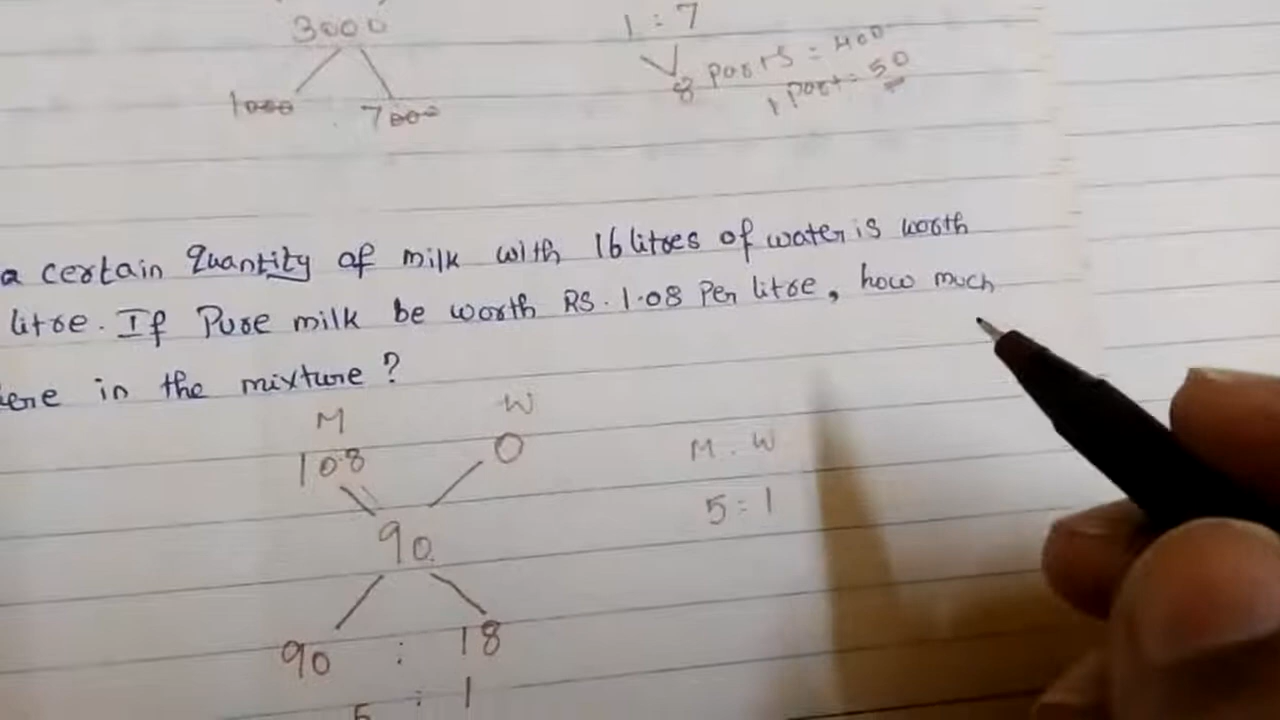 3000
1000 7000
1 : 7
8 parts = 400
1 part = 50
a certain Quantity of milk with 16 litres of water is worth
litre. If Pure milk be worth RS. 1.08 Per litre, how much
in the mixture ?
M W
108 0
90
90 : 18
5 : 1
M . W
5 : 1